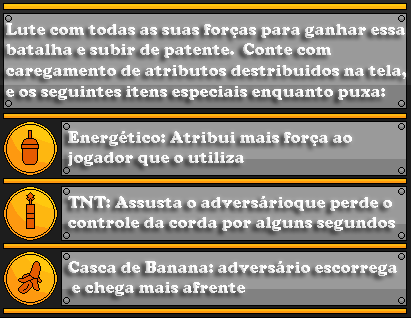 Lute com todas as suas forças para ganhar essa
batalha e subir de patente. Conte com
caregamento de atributos destribuidos na tela,
e os seguintes itens especiais enquanto puxa:
Energético: Atribui mais força ao
jogador que o utiliza
TNT: Assusta o adversárioque perde o
controle da corda por alguns segundos
Casca de Banana: adversário escorrega
e chega mais afrente